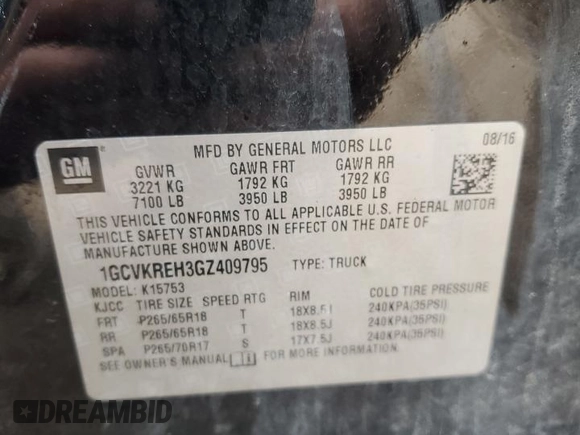 GM
MFD BY GENERAL MOTORS LLC
08/16
GVWR GAWR FRT GAWR RR
3221 KG 1792 KG 1792 KG
7100 LB 3950 LB 3950 LB
THIS VEHICLE CONFORMS TO ALL APPLICABLE U.S. FEDERAL MOTOR
VEHICLE SAFETY STANDARDS IN EFFECT ON THE DATE OF
MANUFACTURE SHOWN ABOVE.
1GCVKREH3GZ409795 TYPE: TRUCK
MODEL: K15753
KJCC TIRE SIZE SPEED RTG RIM COLD TIRE PRESSURE
FRT P265/65R18 T 18X8.5J 240KPA(35PSI)
RR P265/65R18 T 18X8.5J 240KPA(35PSI)
SPA P265/70R17 S 17X7.5J 240KPA(35PSI)
SEE OWNER'S MANUAL FOR MORE INFORMATION.
DREAMBID